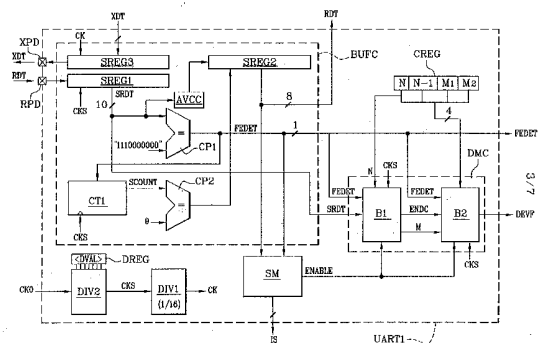 XDT
RDT
XPD
CK
XDT
SREG3
SREG2
BUFC
CREG
RDT
SREG1
N N-1 M1 M2
RPD
SRDT
CKS
10
AVCC
8
4
=
1
FEDET
FEDET
"1110000000"
CP1
N
CKS
DMC
3/7
CT1
SCOUNT
CP2
=
FEDET
FEDET
SRDT
B1
ENDC
B2
DEVF
M
0
CKS
CKS
<DVAL>
DREG
SM
ENABLE
CK0
DIV2
CKS
DIV1
(1/16)
CK
IS
UART1